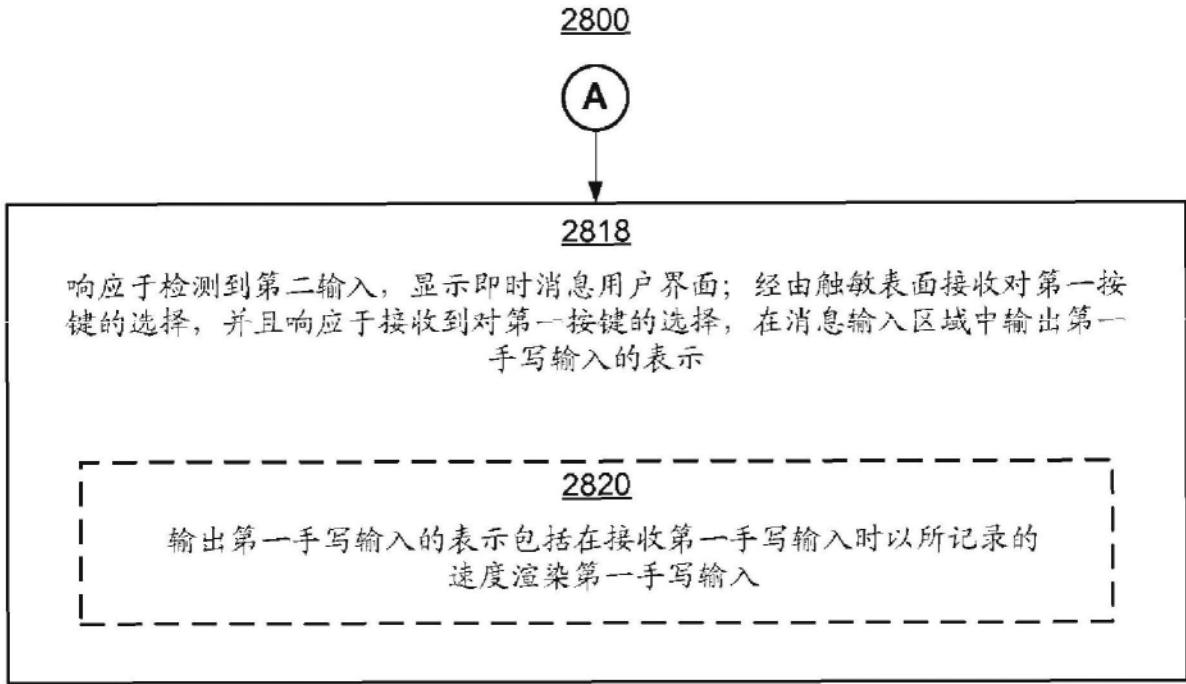 2800
A
2818
响应于检测到第二输入，显示即时消息用户界面；经由触敏表面接收对第一按
键的选择，并且响应于接收到对第一按键的选择，在消息输入区域中输出第一
手写输入的表示
2820
输出第一手写输入的表示包括在接收第一手写输入时以所记录的
速度渲染第一手写输入